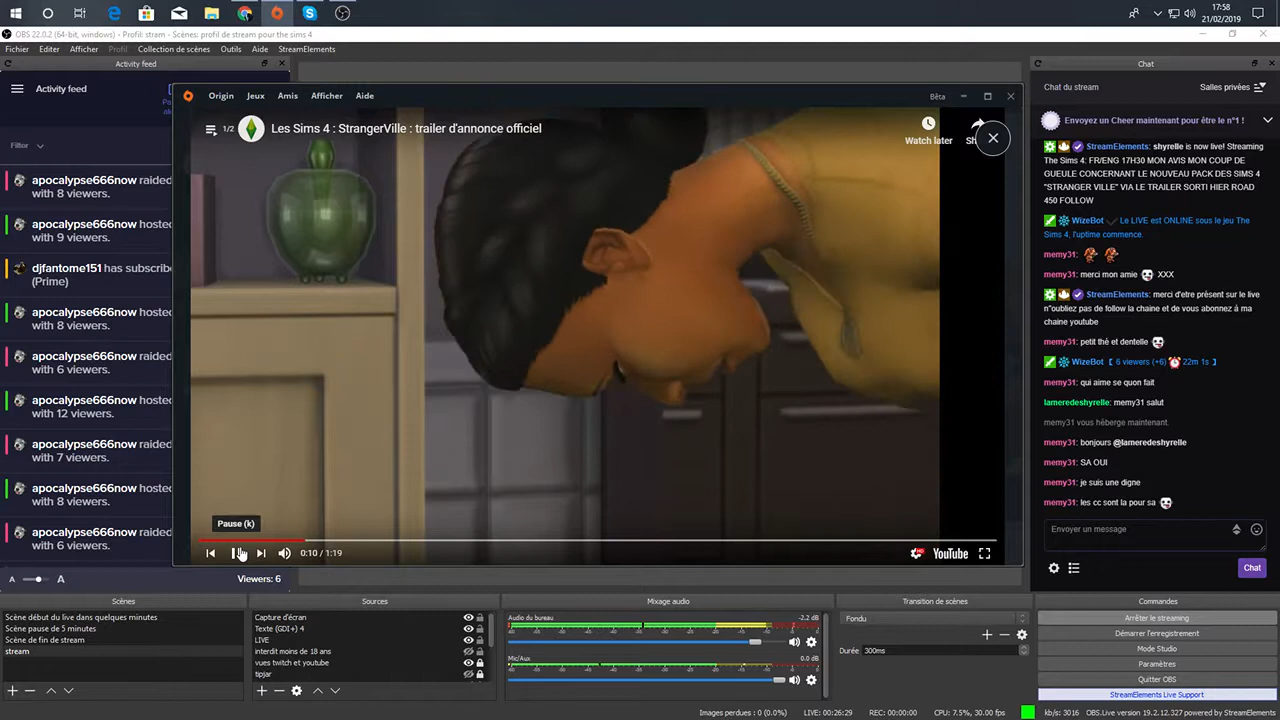 17:58
21/02/2019
OBS 22.0.2 (64-bit, windows) - Profil: stram - Scènes: profil de stream pour the sims 4
Fichier Editer Afficher Profil Collection de scènes Outils Aide StreamElements
Activity feed
Activity feed
Filter
apocalypse666now raided
with 8 viewers.
apocalypse666now hosted
with 9 viewers.
djfantome151 has subscribe
(Prime)
apocalypse666now hosted
with 8 viewers.
apocalypse666now raided
with 6 viewers.
apocalypse666now hosted
with 12 viewers.
apocalypse666now raided
with 7 viewers.
apocalypse666now hosted
with 8 viewers.
apocalypse666now raided
with 6 viewers.
A A Viewers: 6
Origin Jeux Amis Afficher Aide Bêta
1/2 Les Sims 4 : StrangerVille : trailer d'annonce officiel
Watch later
Pause (k)
0:10 / 1:19
HD
YouTube
Chat
Chat du stream Salles privées
Envoyez un Cheer maintenant pour être le n°1 !
StreamElements: shyrelle is now live! Streaming
The Sims 4: FR/ENG 17H30 MON AVIS MON COUP DE
GUEULE CONCERNANT LE NOUVEAU PACK DES SIMS 4
"STRANGER VILLE" VIA LE TRAILER SORTI HIER ROAD
450 FOLLOW
WizeBot Le LIVE est ONLINE sous le jeu The
Sims 4, l'uptime commence.
memy31:
memy31: merci mon amie XXX
StreamElements: merci d'etre présent sur le live
n"oubliez pas de follow la chaine et de vous abonnez à ma
chaine youtube
memy31: petit thé et dentelle
WizeBot 【 6 viewers (+6) 22m 1s 】
memy31: qui aime se quon fait
lameredeshyrelle: memy31 salut
memy31 vous héberge maintenant.
memy31: bonjours @lameredeshyrelle
memy31: SA OUI
memy31: je suis une digne
memy31: les cc sont la pour sa
Envoyer un message
Chat
Scènes
Scène début du live dans quelques minutes
Scène pause de 5 minutes
Scène de fin de stream
stream
Sources
Capture d'écran
Texte (GDI+) 4
LIVE
interdit moins de 18 ans
vues twitch et youtube
tipjar
Mixage audio
Audio du bureau -2.2 dB
Mic/Aux 0.0 dB
Transition de scènes
Fondu
Durée 300ms
Commandes
Arrêter le streaming
Démarrer l'enregistrement
Mode Studio
Paramètres
Quitter OBS
StreamElements Live Support
Images perdues : 0 (0.0%) LIVE: 00:26:29 REC: 00:00:00 CPU: 7.5%, 30.00 fps kb/s: 3016 OBS.Live version 19.2.12.327 powered by StreamElements